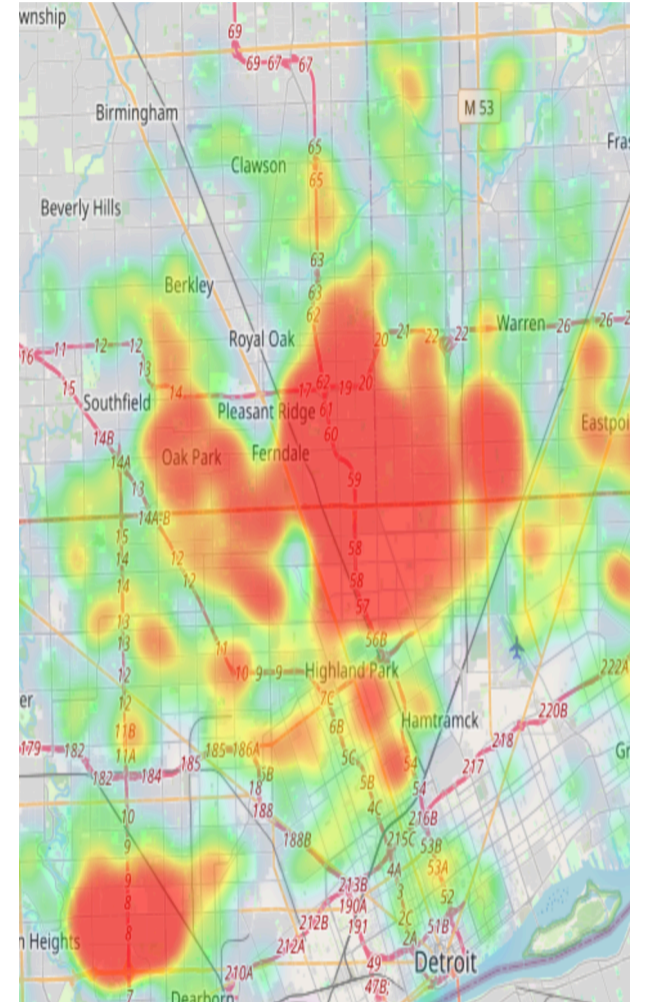 wnship
69
69 67 67
Birmingham
M 53
65
Clawson
65
Fra
Beverly Hills
63
Berkley
63
62
Royal Oak
20 21 22 22 Warren 26 26 2
16 11 12 12
13
15
14
17 62 19 20
Southfield
Pleasant Ridge
61
14B
60
Eastpoi
Oak Park
Ferndale
14A
59
13
14A-B
15
58
14
12
58
14
12
57
13
11
56B
13
12
10 9 9
Highland Park
222A
er
12
7C
220B
11B
6B
Hamtramck
218
179 182
11A
185 186A
5C
Gr
182 184 185
6B
54
217
18
5B
54
10
188
4C
216B
9
188B
215C
53B
4A
53A
9
213B
8
190A
3
52
8
212B
191
2C
51B
n Heights
212A
2A
Detroit
210A
49
47B;
7
Dearborn